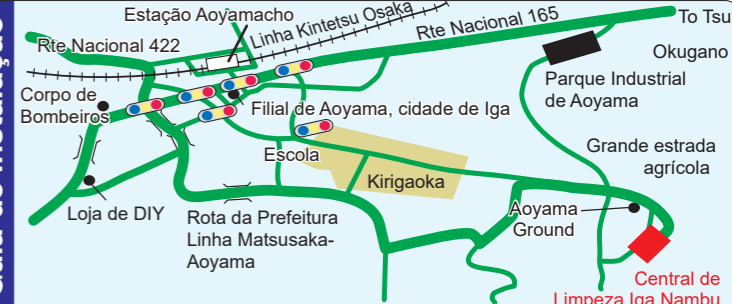 Estação Aoyamacho
Linha Kintetsu Osaka
Rte Nacional 165
To Tsu
Rte Nacional 422
Okugano
Parque Industrial
de Aoyama
Corpo de
Bombeiros
Filial de Aoyama, cidade de Iga
Escola
Kirigaoka
Grande estrada
agrícola
Loja de DIY
Rota da Prefeitura
Linha Matsusaka-
Aoyama
Aoyama
Ground
Central de
Limpeza Iga Nambu